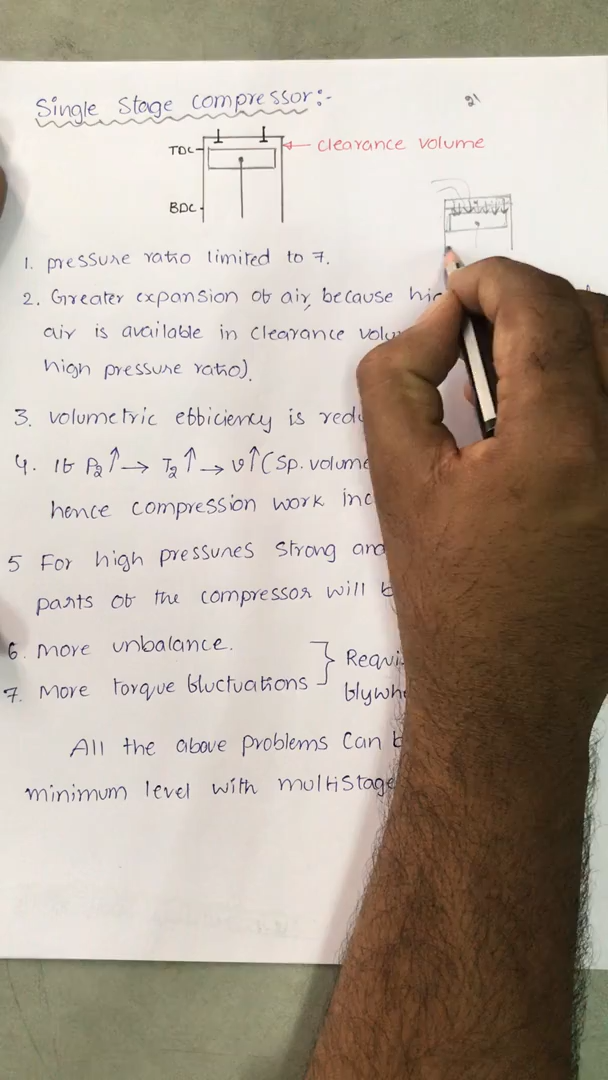 Single Stage compressor:-
21
TDC
clearance volume
BDC
1. pressure ratio limited to 7.
2. Greater expansion of air, because
air is available in clearance
high pressure ratio).
3. volumetric efficiency is
4. If P2↑ → T2↑ → v↑ (Sp. volume
hence compression work
5 For high pressures strong and
parts of the compressor will
6. more unbalance.
7. More torque fluctuations
All the above problems can
minimum level with multistage